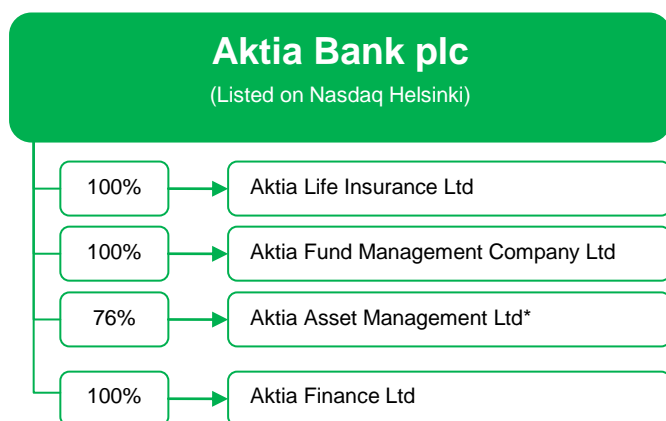 Aktia Bank plc
(Listed on Nasdaq Helsinki)
100% Aktia Life Insurance Ltd
100% Aktia Fund Management Company Ltd
76% Aktia Asset Management Ltd*
100% Aktia Finance Ltd